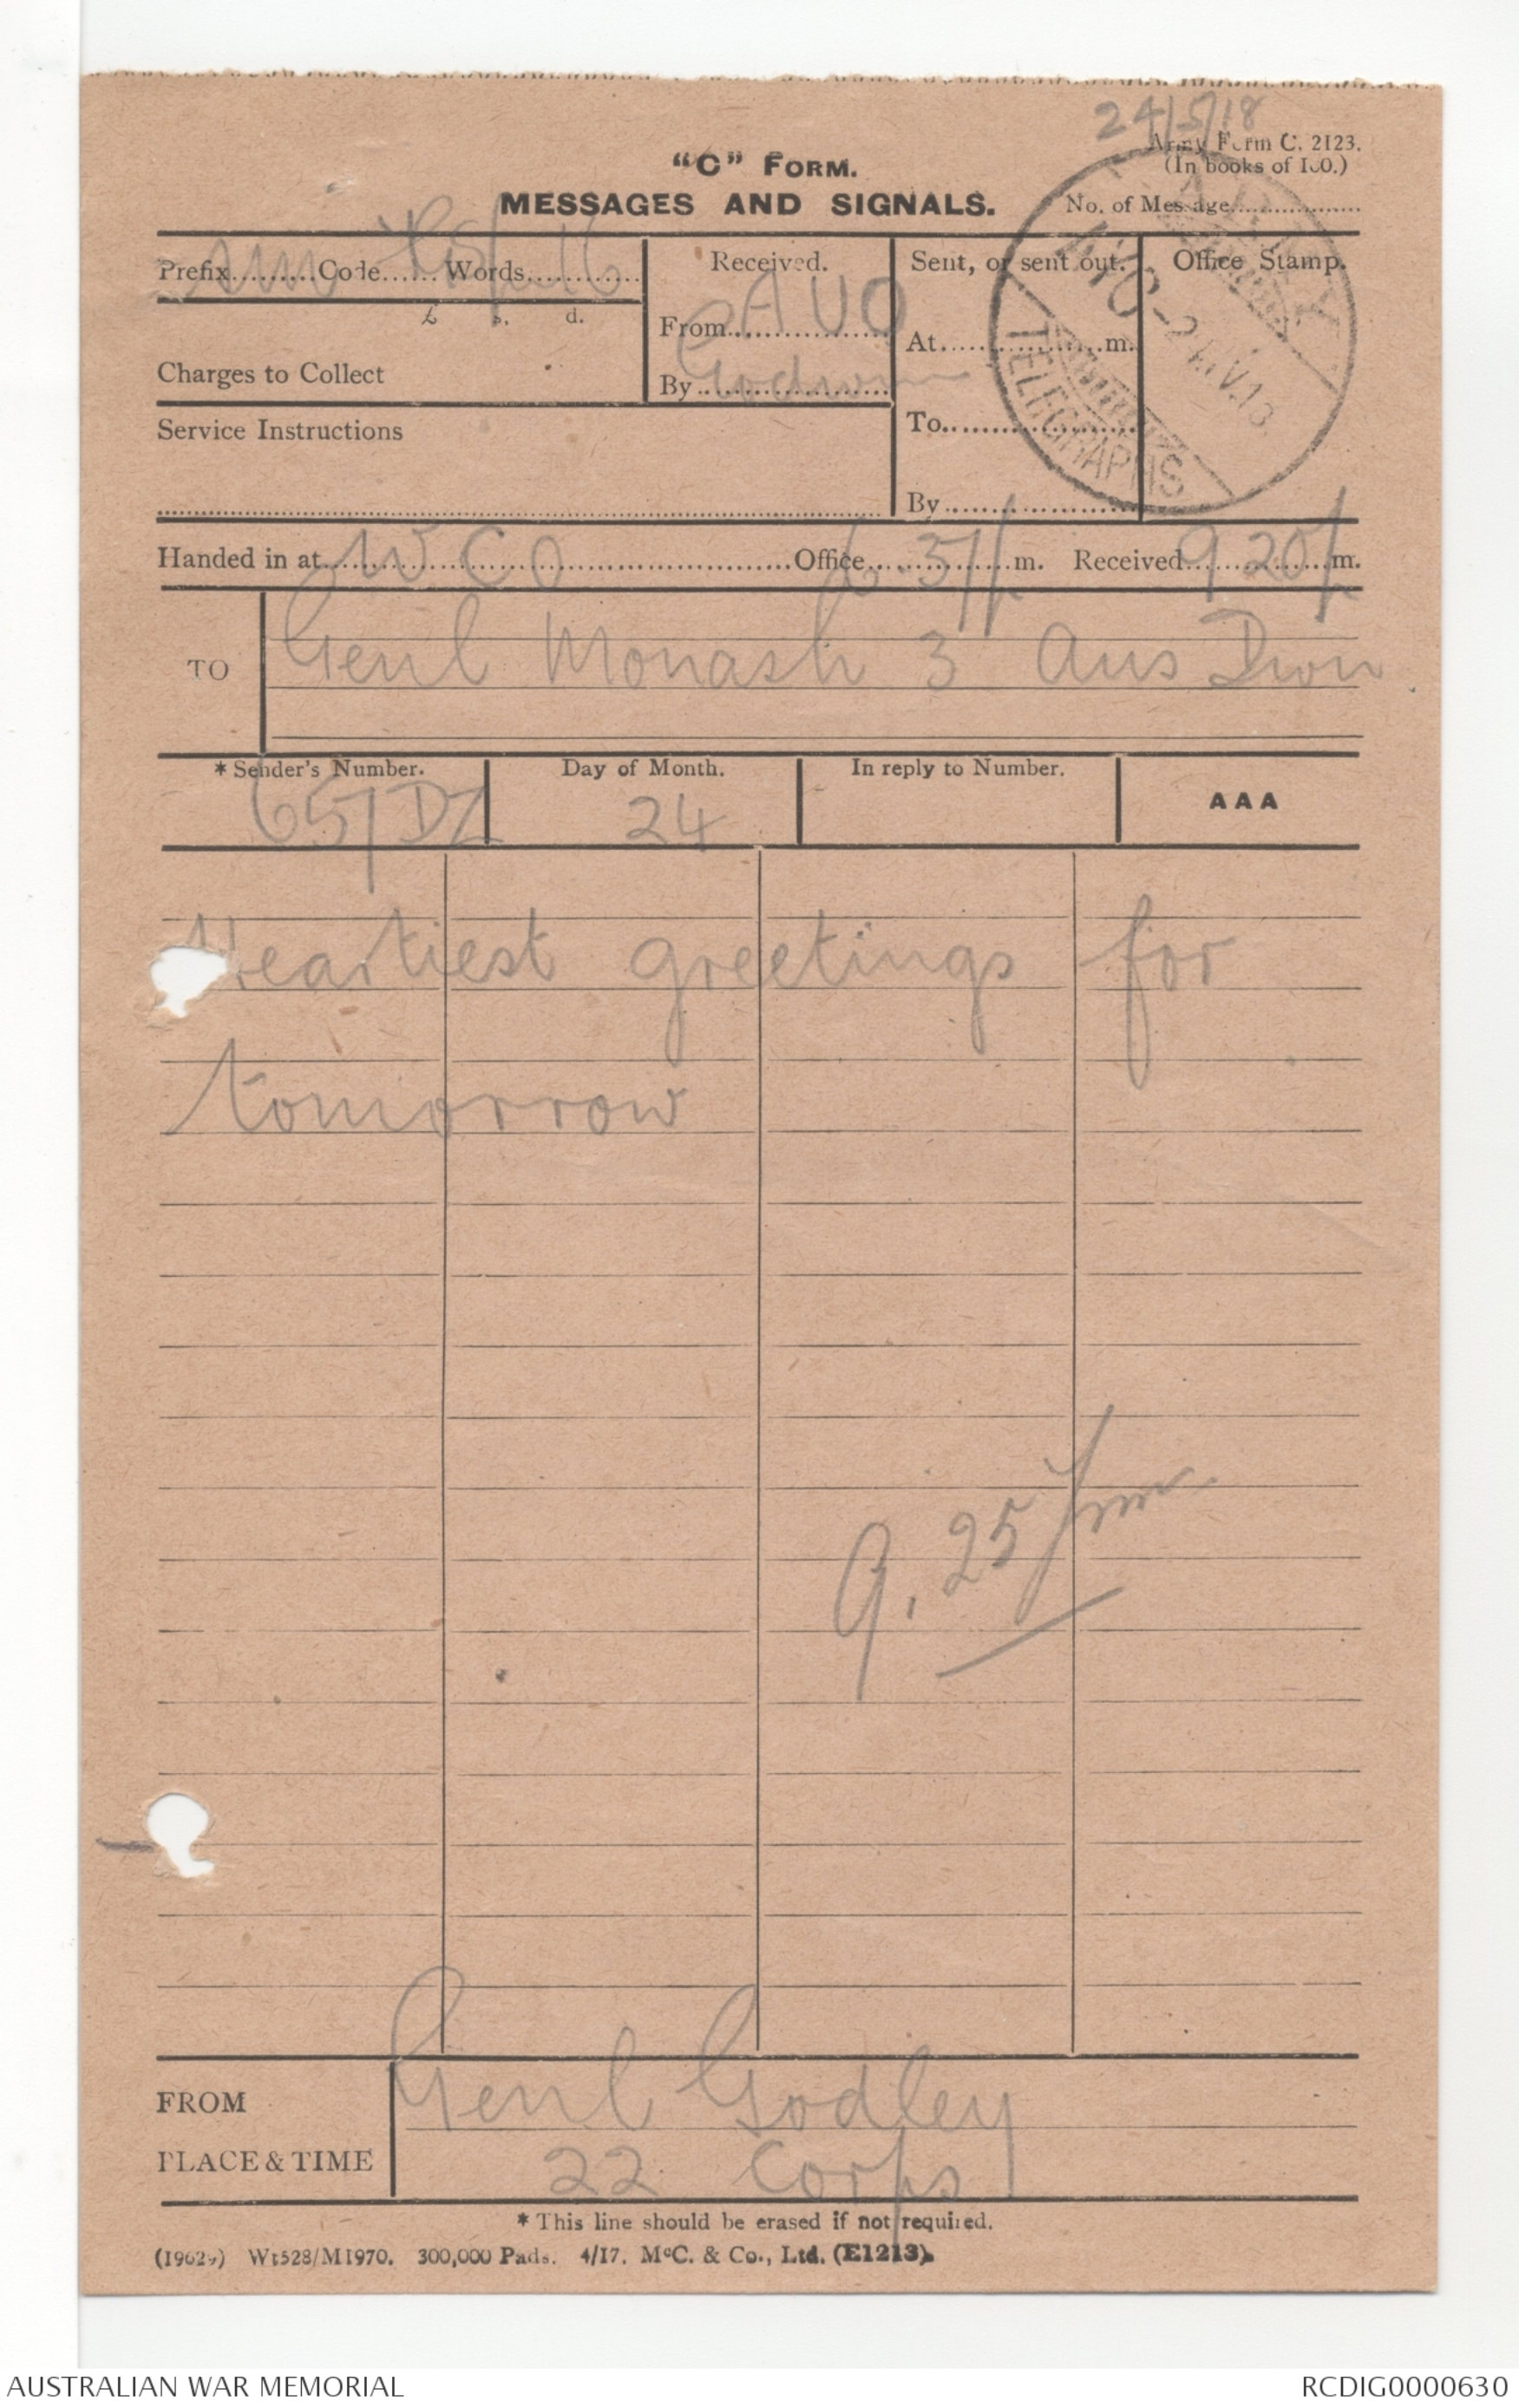 24/5/18
Army Form C. 2123.
(In books of 100.)
"C" FORM.
MESSAGES AND SIGNALS.
No. of Message..................
Prefix..........Code......Words............
£ s. d.
Charges to Collect
Service Instructions
Received.
From AUO
By
Sent, or sent out.
At......................m.
To
By
Office Stamp.
ARMY
TELEGRAPHS
Handed in at WCO Office 6.37 p m. Received 9 20 p m.
TO
Genl Monash 3 Aus Divn
* Sender's Number.
Day of Month.
In reply to Number.
AAA
657/DZ
24
Heartiest greetings for
tomorrow
9.25 pm
FROM
Genl Godley
PLACE & TIME
22 Corps
* This line should be erased if not required.
(19629) Wt528/M1970. 300,000 Pads. 4/17. McC. & Co., Ltd. (E1213).
AUSTRALIAN WAR MEMORIAL
RCDIG0000630